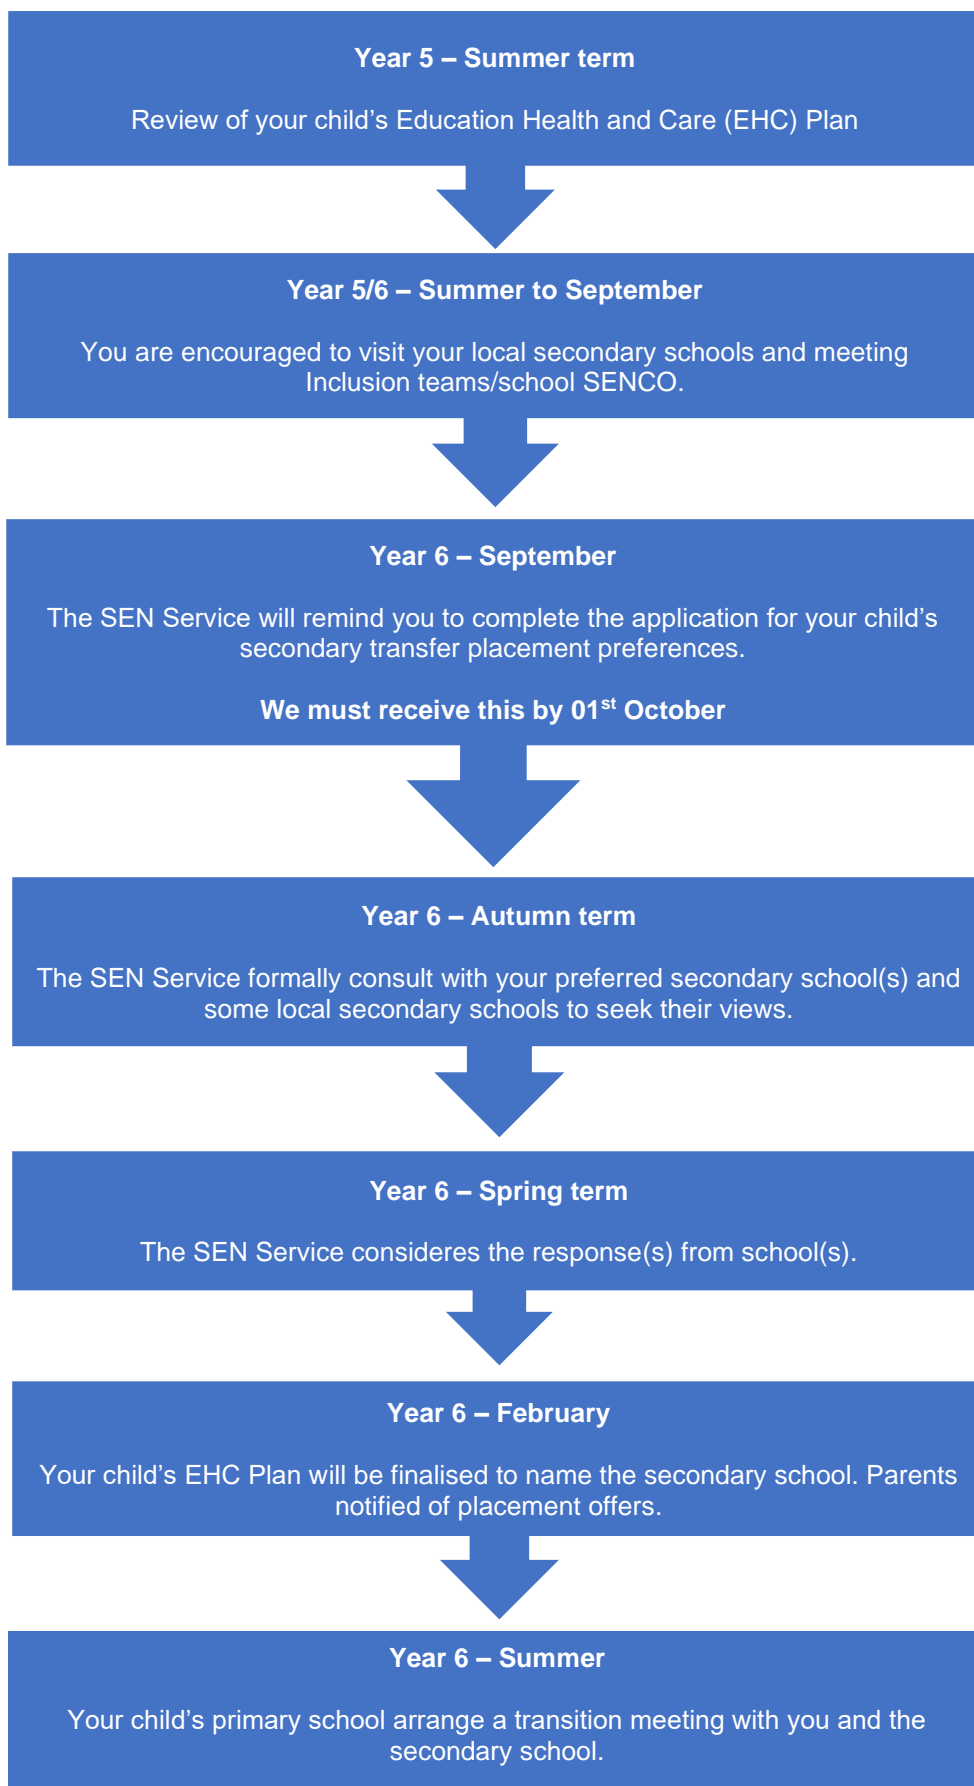 Year 5 – Summer term
Review of your child’s Education Health and Care (EHC) Plan
Year 5/6 – Summer to September
You are encouraged to visit your local secondary schools and meeting
Inclusion teams/school SENCO.
Year 6 – September
The SEN Service will remind you to complete the application for your child’s
secondary transfer placement preferences.
We must receive this by 01st October
Year 6 – Autumn term
The SEN Service formally consult with your preferred secondary school(s) and
some local secondary schools to seek their views.
Year 6 – Spring term
The SEN Service consideres the response(s) from school(s).
Year 6 – February
Your child’s EHC Plan will be finalised to name the secondary school. Parents
notified of placement offers.
Year 6 – Summer
Your child’s primary school arrange a transition meeting with you and the
secondary school.